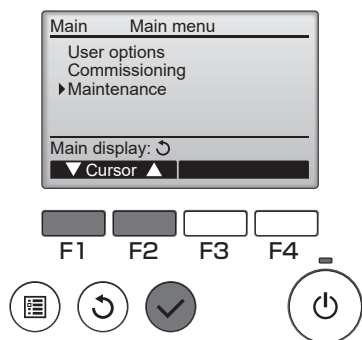 Main Main menu
User options
Commissioning
Maintenance
Main display:
Cursor
F1 F2 F3 F4